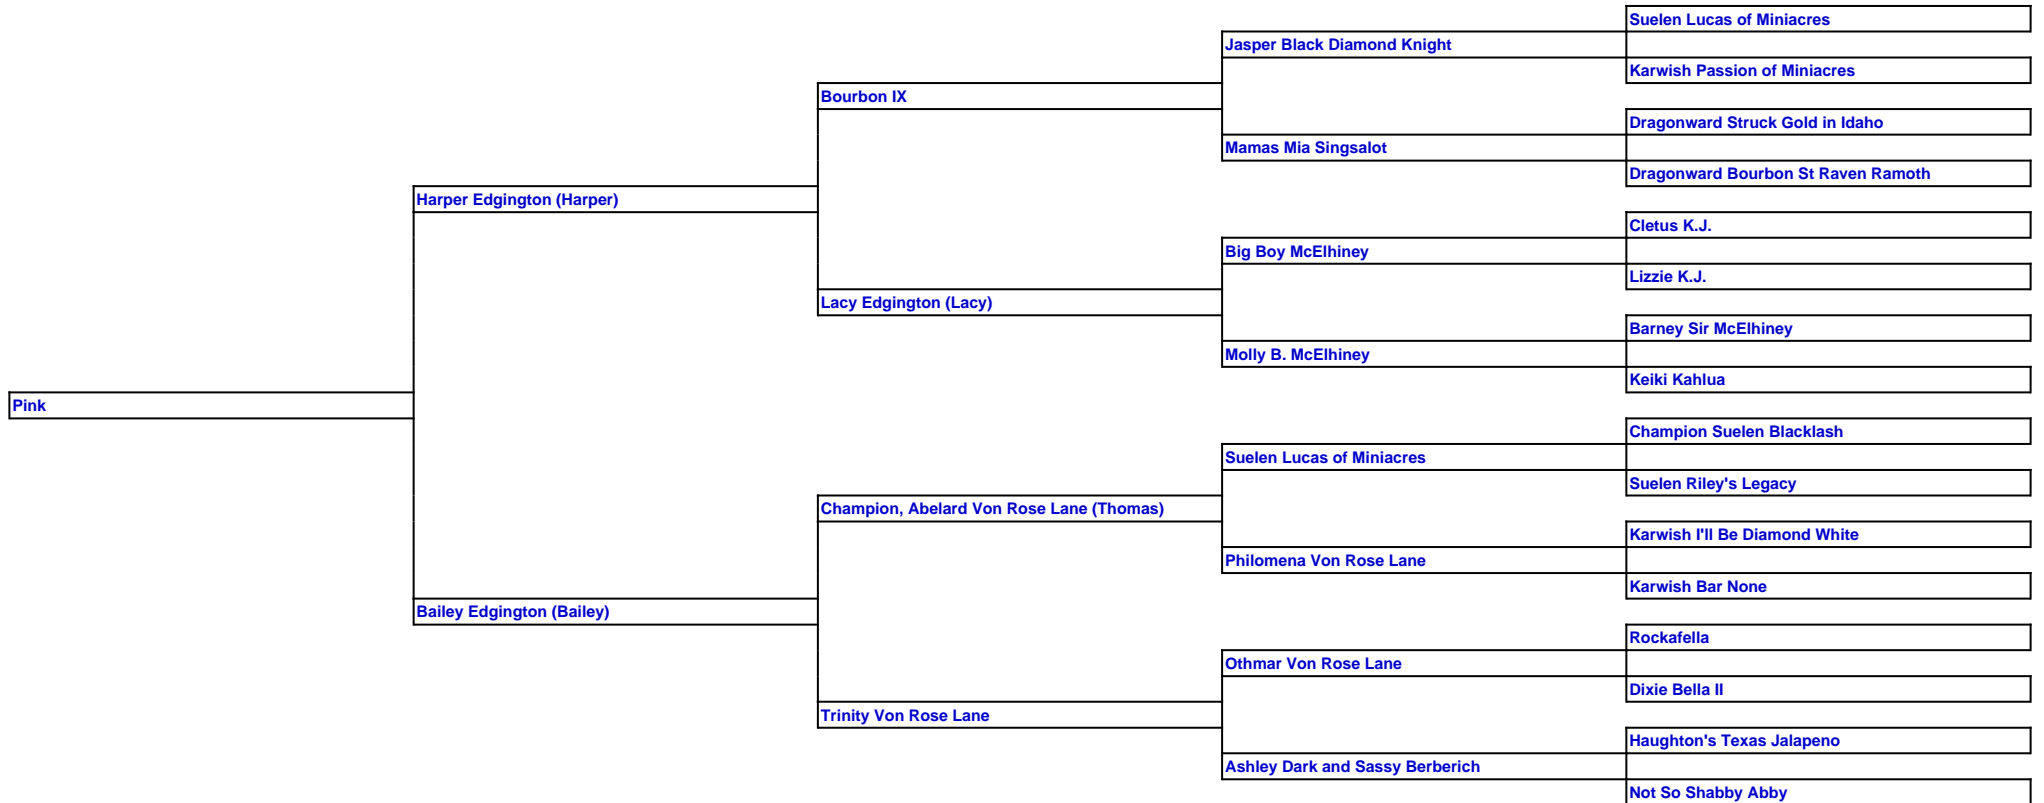 Suelen Lucas of Miniacres
Jasper Black Diamond Knight
Karwish Passion of Miniacres
Bourbon IX
Dragonward Struck Gold in Idaho
Mamas Mia Singsalot
Dragonward Bourbon St Raven Ramoth
Harper Edgington (Harper)
Cletus K.J.
Big Boy McElhiney
Lizzie K.J.
Lacy Edgington (Lacy)
Barney Sir McElhiney
Molly B. McElhiney
Keiki Kahlua
Pink
Champion Suelen Blacklash
Suelen Lucas of Miniacres
Suelen Riley's Legacy
Champion, Abelard Von Rose Lane (Thomas)
Karwish I'll Be Diamond White
Philomena Von Rose Lane
Karwish Bar None
Bailey Edgington (Bailey)
Rockafella
Othmar Von Rose Lane
Dixie Bella II
Trinity Von Rose Lane
Haughton's Texas Jalapeno
Ashley Dark and Sassy Berberich
Not So Shabby Abby